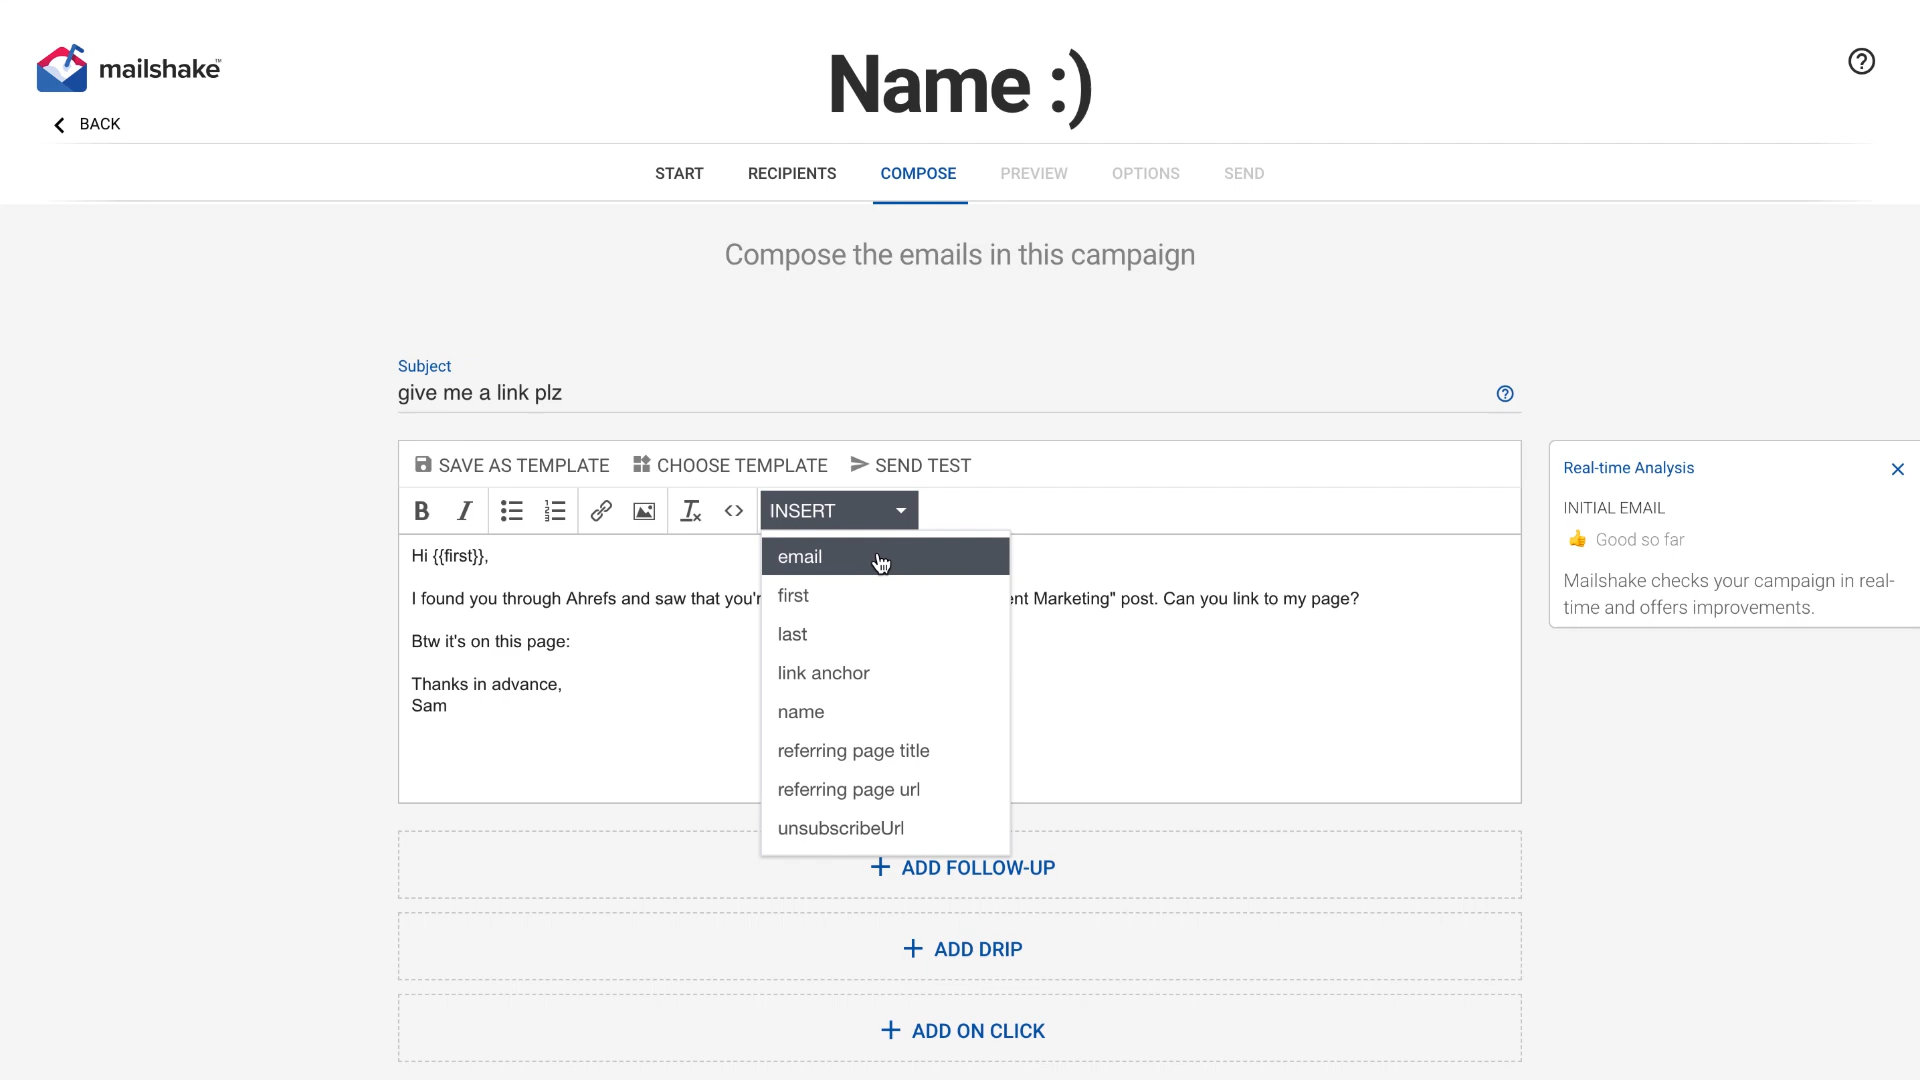 mailshake™
Name :)
BACK
START RECIPIENTS COMPOSE PREVIEW OPTIONS SEND
Compose the emails in this campaign
Subject
give me a link plz
SAVE AS TEMPLATE CHOOSE TEMPLATE SEND TEST
INSERT
Hi {{first}},
I found you through Ahrefs and saw that you'r
nt Marketing" post. Can you link to my page?
Btw it's on this page:
Thanks in advance,
Sam
email
first
last
link anchor
name
referring page title
referring page url
unsubscribeUrl
ADD FOLLOW-UP
ADD DRIP
ADD ON CLICK
Real-time Analysis
INITIAL EMAIL
👍 Good so far
Mailshake checks your campaign in real-
time and offers improvements.